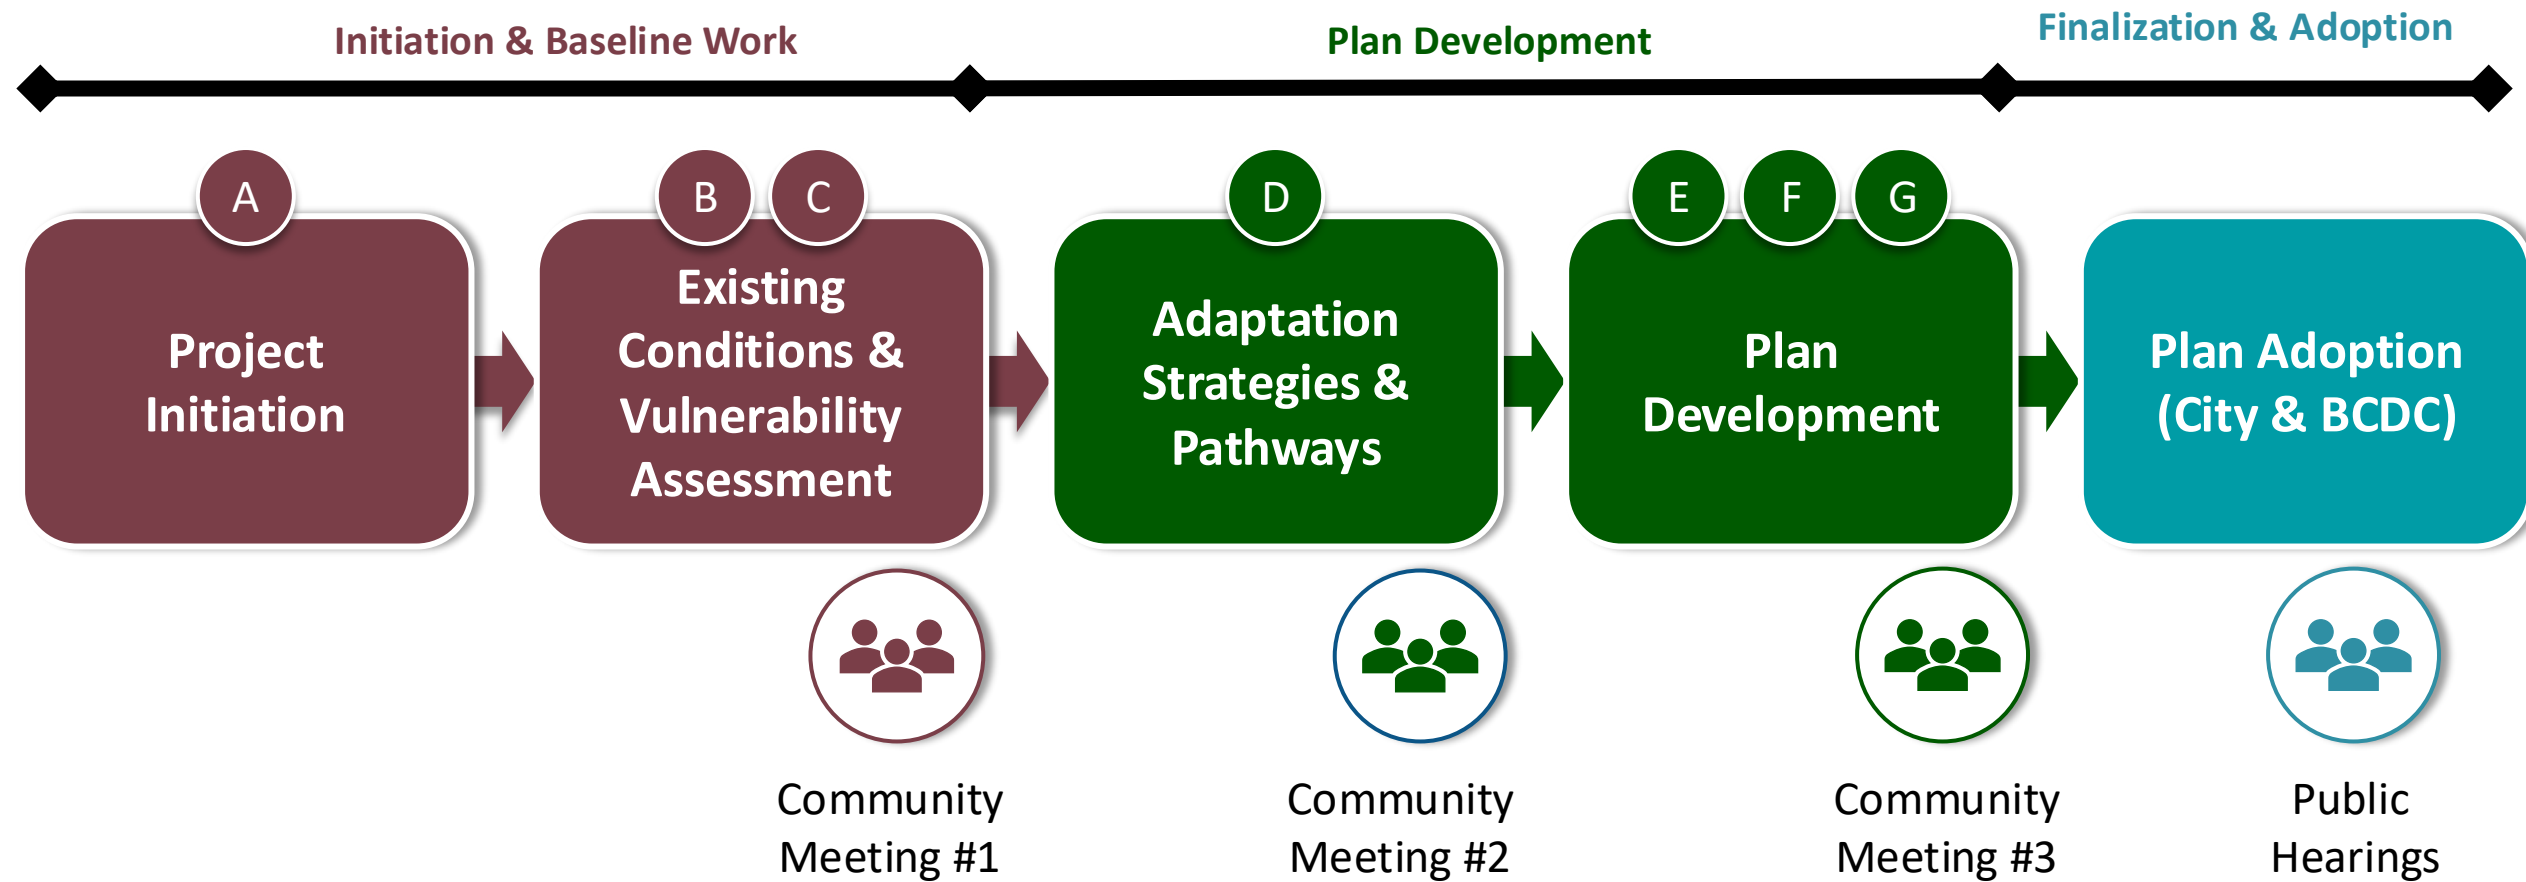 Initiation & Baseline Work
Plan Development
Finalization & Adoption
A
B
C
D
E
F
G
Project
Initiation
Existing
Conditions &
Vulnerability
Assessment
Adaptation
Strategies &
Pathways
Plan
Development
Plan Adoption
(City & BCDC)
Community
Meeting #1
Community
Meeting #2
Community
Meeting #3
Public
Hearings